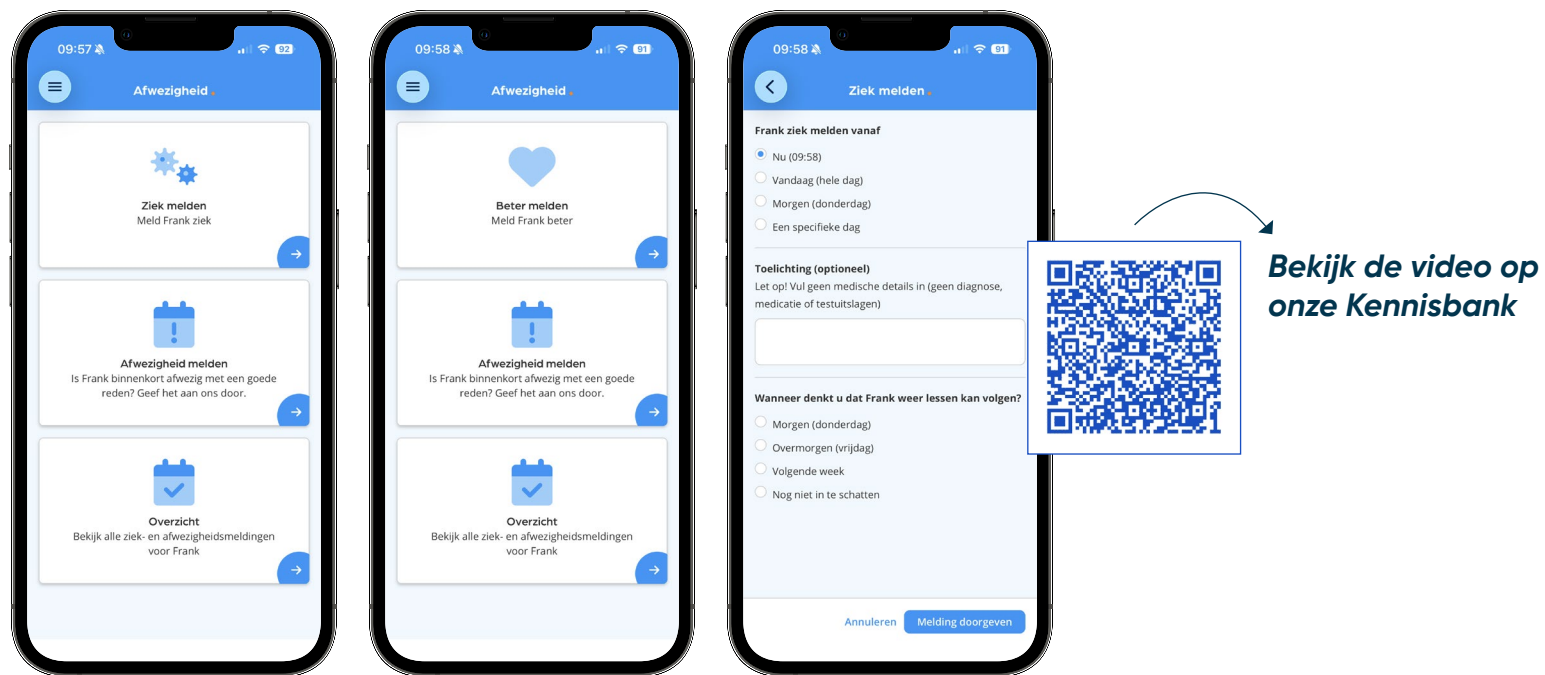 09:57
92
Afwezigheid
Ziek melden
Meld Frank ziek
Afwezigheid melden
Is Frank binnenkort afwezig met een goede
reden? Geef het aan ons door.
Overzicht
Bekijk alle ziek- en afwezigheidsmeldingen
voor Frank
09:58
91
Afwezigheid
Beter melden
Meld Frank beter
Afwezigheid melden
Is Frank binnenkort afwezig met een goede
reden? Geef het aan ons door.
Overzicht
Bekijk alle ziek- en afwezigheidsmeldingen
voor Frank
09:58
91
Ziek melden
Frank ziek melden vanaf
Nu (09:58)
Vandaag (hele dag)
Morgen (donderdag)
Een specifieke dag
Toelichting (optioneel)
Let op! Vul geen medische details in (geen diagnose,
medicatie of testuitslagen)
Wanneer denkt u dat Frank weer lessen kan volgen?
Morgen (donderdag)
Overmorgen (vrijdag)
Volgende week
Nog niet in te schatten
Annuleren Melding doorgeven
Bekijk de video op
onze Kennisbank